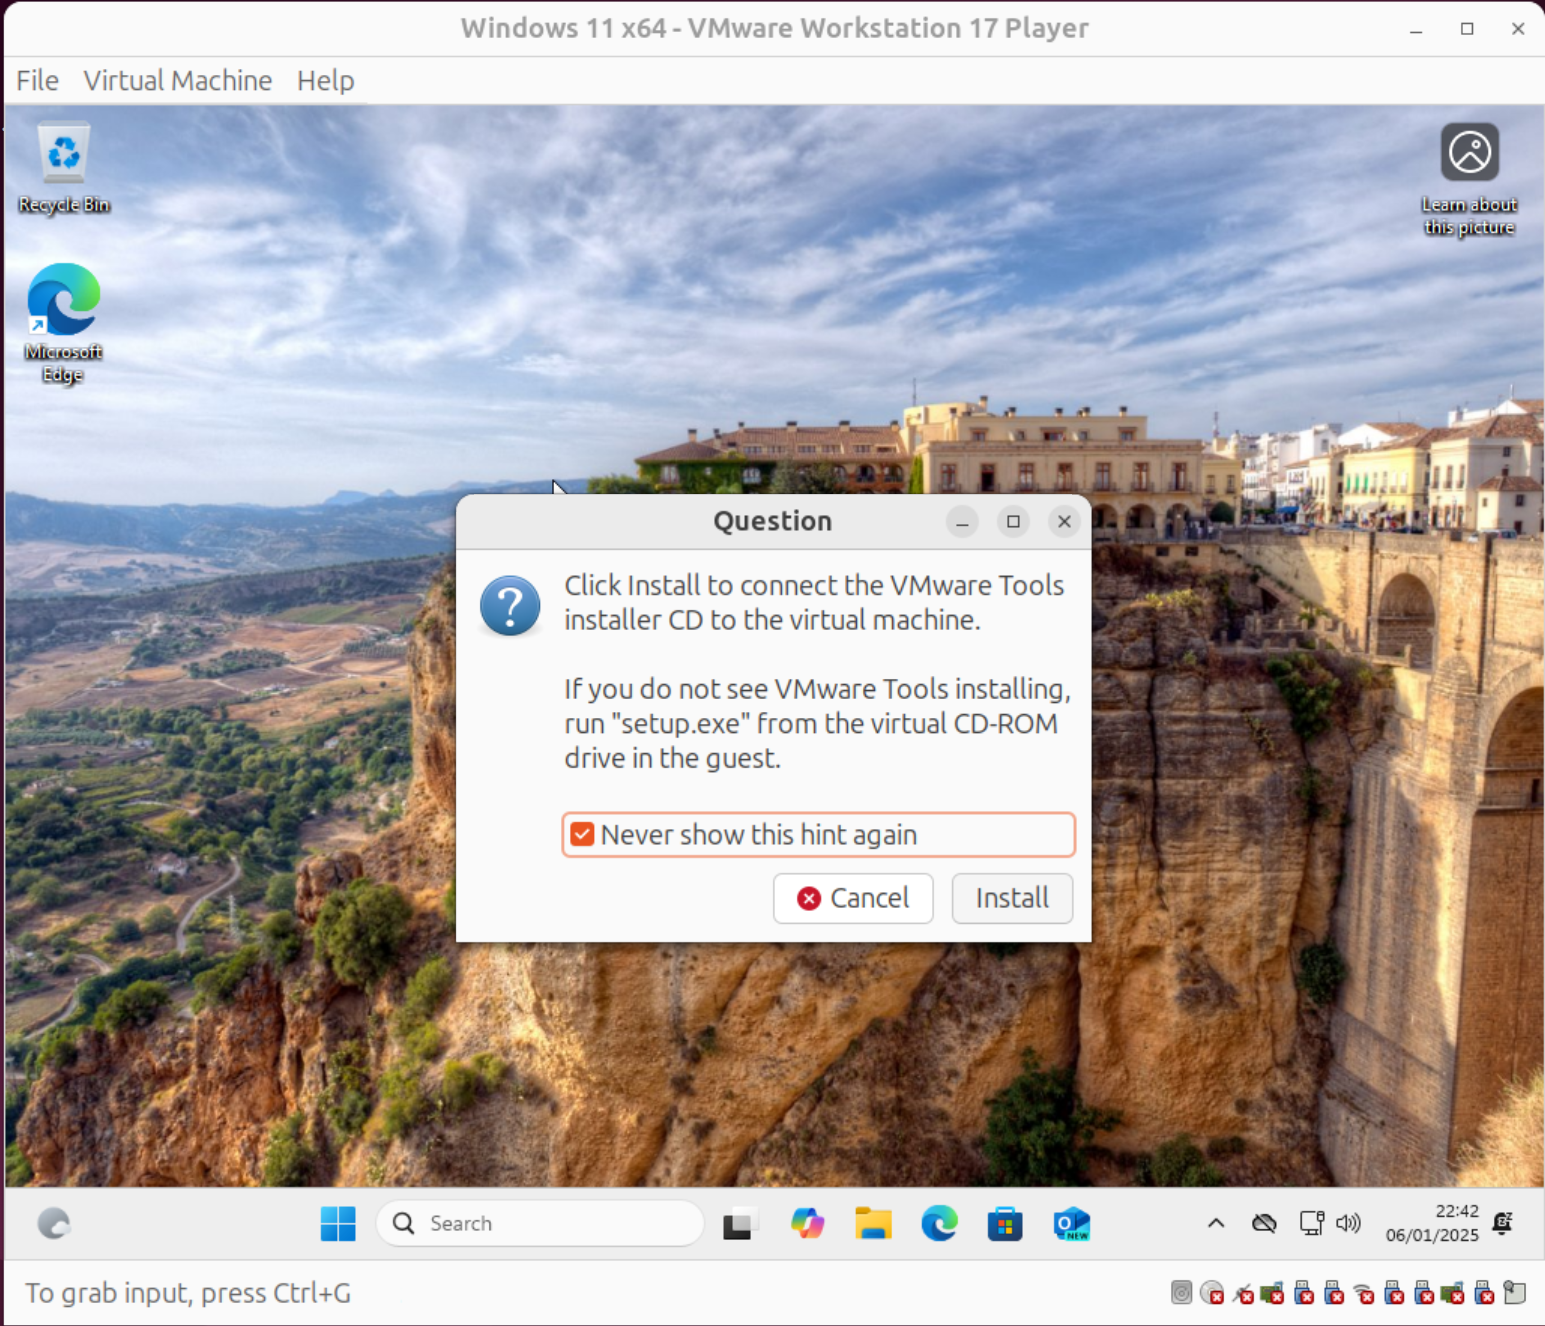 Windows 11 x64 - VMware Workstation 17 Player
File Virtual Machine Help
Recycle Bin
Learn about
this picture
Microsoft
Edge
Question
Click Install to connect the VMware Tools
installer CD to the virtual machine.
If you do not see VMware Tools installing,
run "setup.exe" from the virtual CD-ROM
drive in the guest.
Never show this hint again
Cancel Install
Search
NEW
22:42
06/01/2025
To grab input, press Ctrl+G